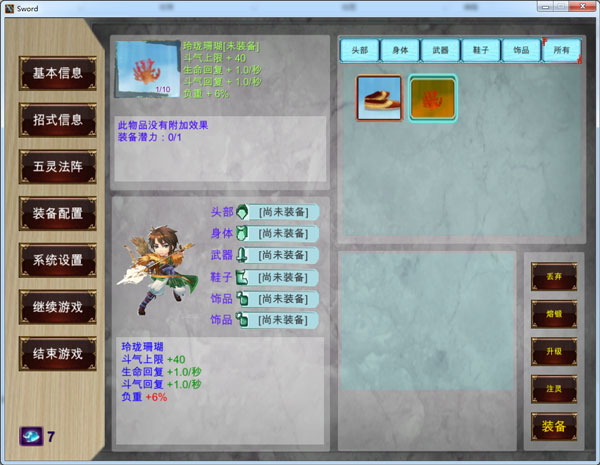 Sword
基本信息
招式信息
五灵法阵
装备配置
系统设置
继续游戏
结束游戏
7
玲珑珊瑚[未装备]
斗气上限 + 40
生命回复 + 1.0/秒
斗气回复 + 1.0/秒
负重 + 6%
1/10
此物品没有附加效果
装备潜力：0/1
头部 [尚未装备]
身体 [尚未装备]
武器 [尚未装备]
鞋子 [尚未装备]
饰品 [尚未装备]
饰品 [尚未装备]
玲珑珊瑚
斗气上限 +40
生命回复 +1.0/秒
斗气回复 +1.0/秒
负重 +6%
头部 身体 武器 鞋子 饰品 所有
丢弃
熔锻
升级
注灵
装备